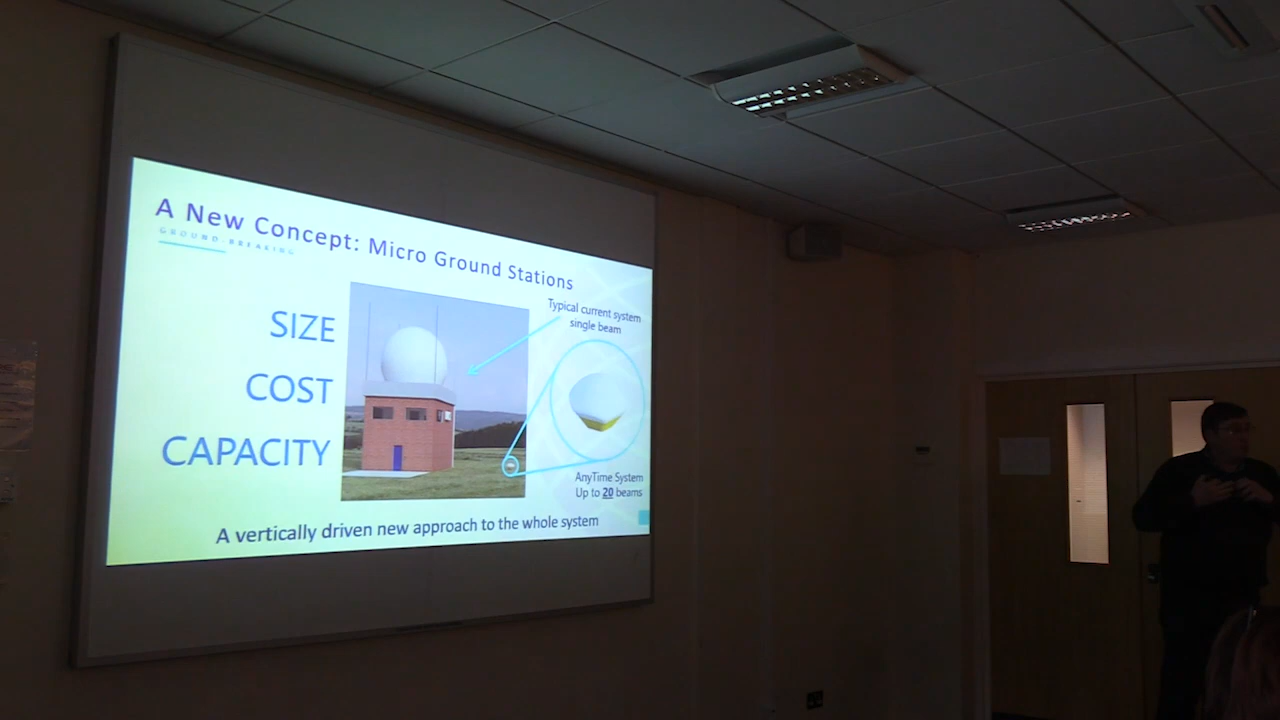 A New Concept: Micro Ground Stations
GROUND-BREAKING
Typical current system
single beam
SIZE
COST
CAPACITY
AnyTime System
Up to 20 beams
A vertically driven new approach to the whole system